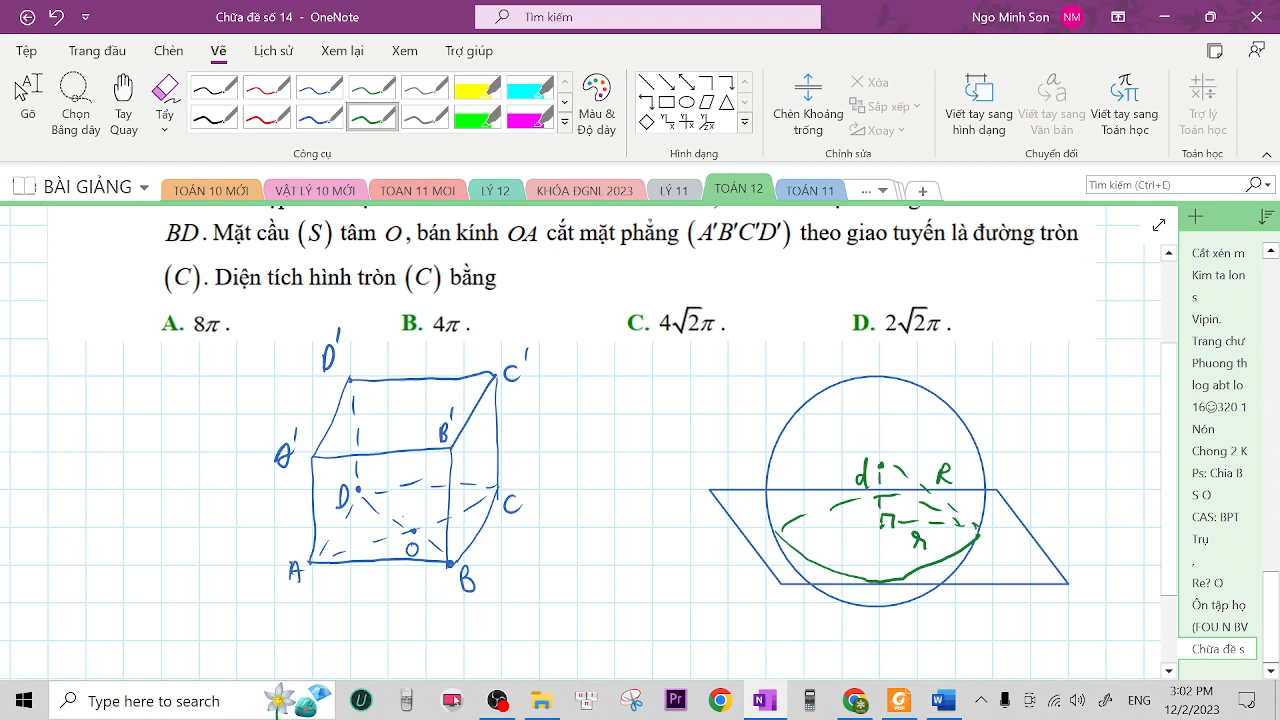 Chữa đề số 14 - OneNote
Tìm kiếm
Ngo Minh Son NM
Tệp Trang đầu Chèn Vẽ Lịch sử Xem lại Xem Trợ giúp
Gõ
Chọn Bằng dây
Tay Quay
Tẩy
Màu & Độ dày
Chèn Khoảng trống
Xóa
Sắp xếp
Xoay
Viết tay sang hình dạng
Viết tay sang Văn bản
Viết tay sang Toán học
Tự lý Toán học
Công cụ Hình dạng Chỉnh sửa Chuyển đổi Toán học
BÀI GIẢNG TOÁN 10 MỚI VẬT LÝ 10 MỚI TOAN 11 MOI LÝ 12 KHÓA ĐGNL 2023 LÝ 11 TOÁN 12 TOÁN 11 ... +
Tìm kiếm (Ctrl+E)
BD. Mặt cầu (S) tâm O, bán kính OA cắt mặt phẳng (A'B'C'D') theo giao tuyến là đường tròn
(C). Diện tích hình tròn (C) bằng
A. 8π. B. 4π. C. 4√2π. D. 2√2π.
D' C'
A' B'
D C
O
A B
d R
r
Cắt xén m
Kim ta lon
s
Vipin.
Trang chư
Phuong th
log abt lo
16☺320 1
Nón
Chong 2 K
Ps: Chia B
S O
CAS: BPT
Trụ
,
Re? O
Ôn tập họ
(FOU N BV
Chữa đề s
Type here to search
ENG
3:02 PM
12/2/2023